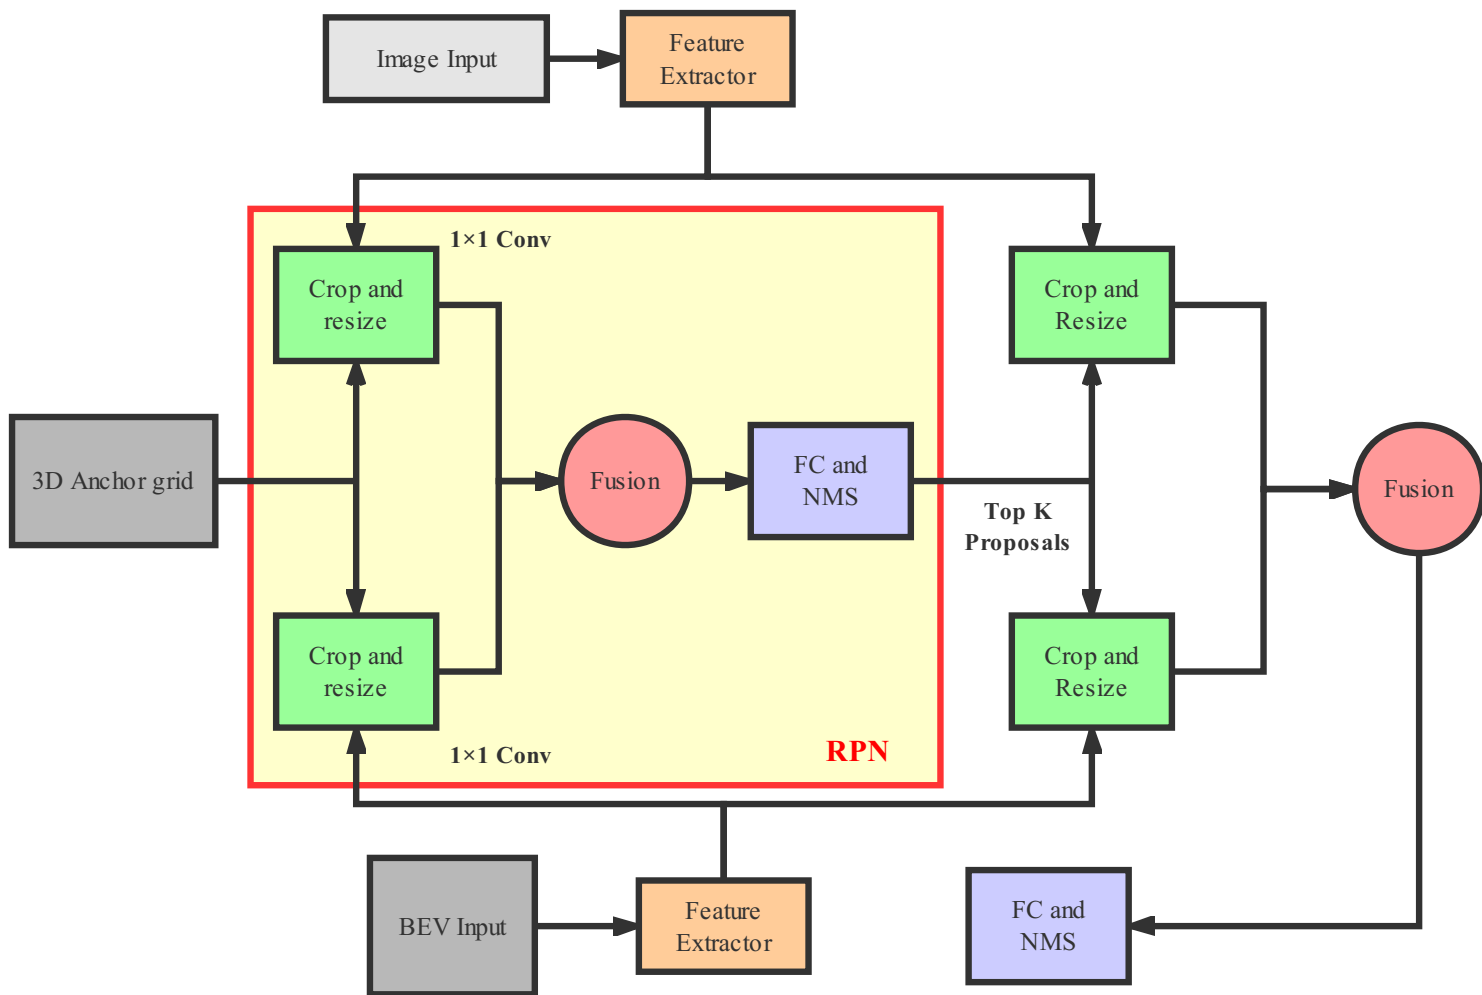 Image Input
Feature
Extractor
1×1 Conv
Crop and
resize
Crop and
Resize
3D Anchor grid
Fusion
FC and
NMS
Top K
Proposals
Fusion
Crop and
resize
Crop and
Resize
1×1 Conv
RPN
BEV Input
Feature
Extractor
FC and
NMS